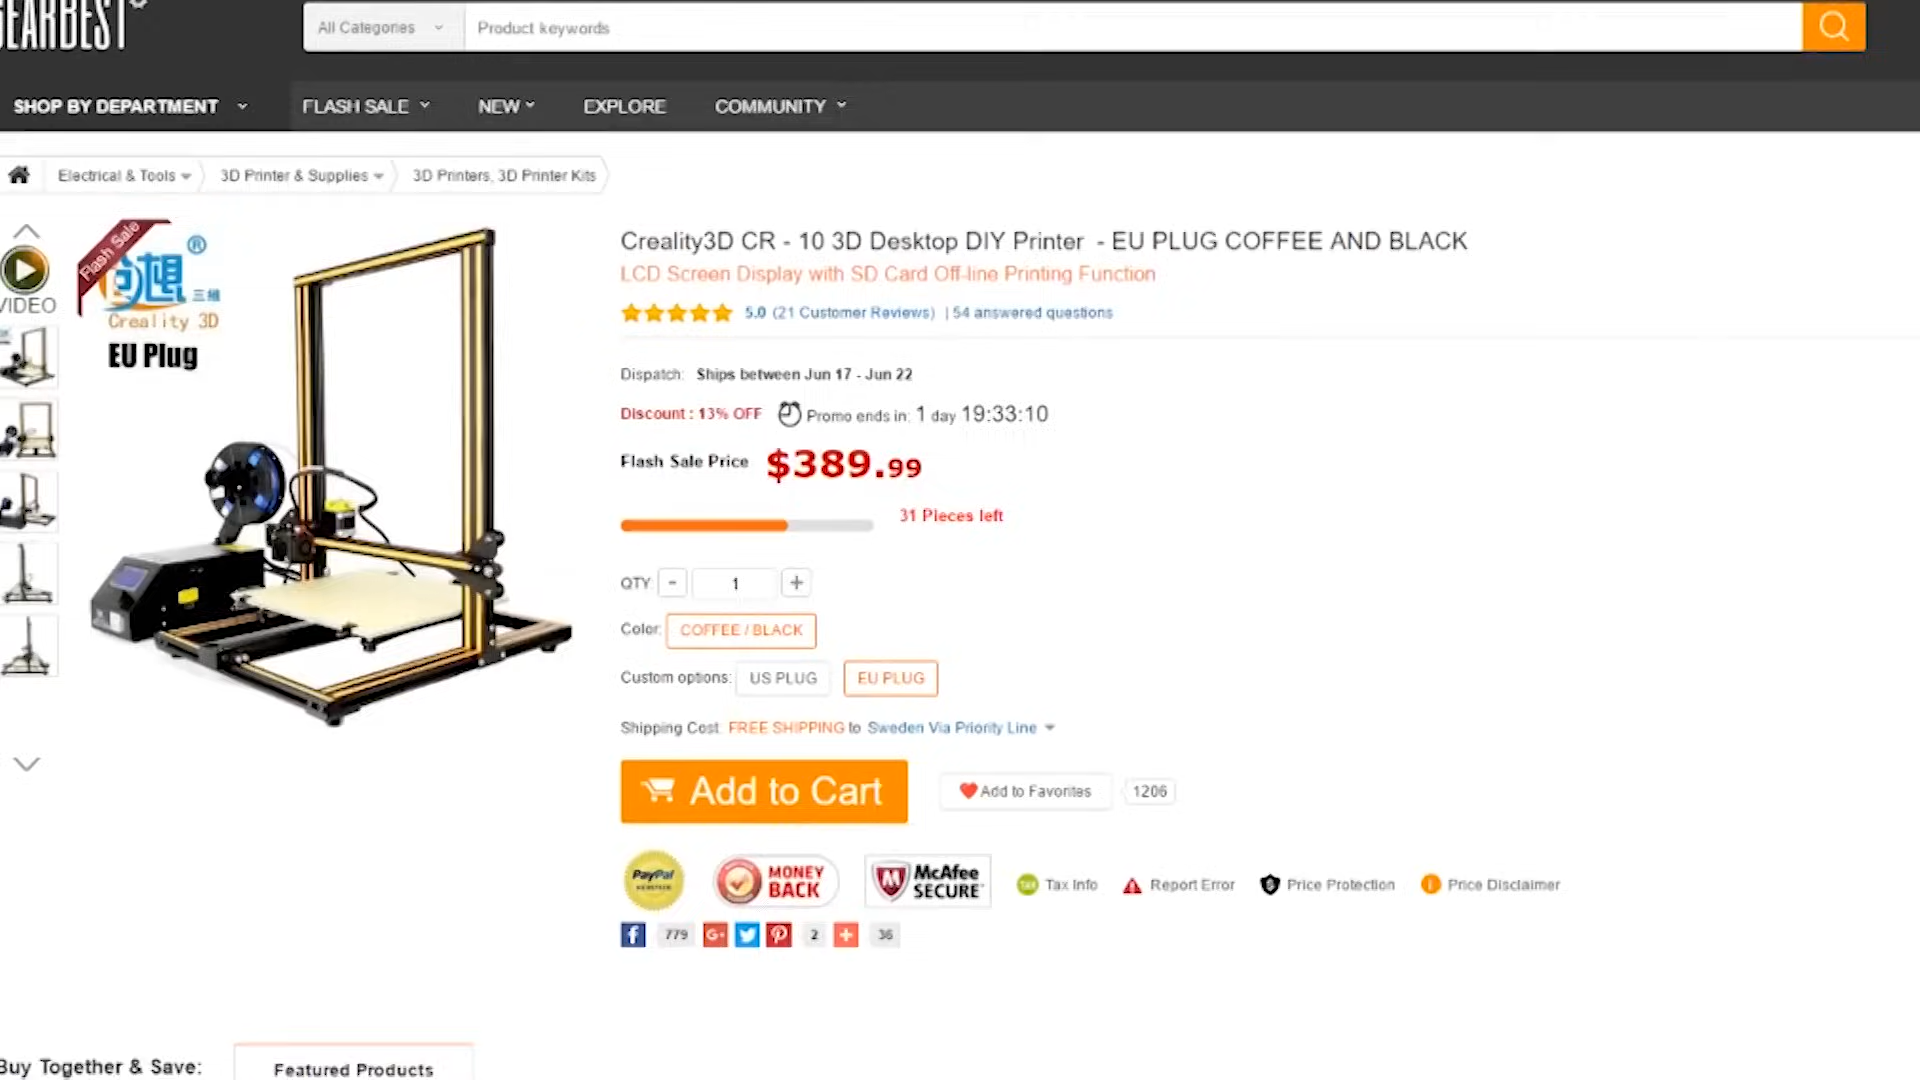 GEARBEST
All Categories
Product keywords
SHOP BY DEPARTMENT
FLASH SALE
NEW
EXPLORE
COMMUNITY
Electrical & Tools
3D Printer & Supplies
3D Printers, 3D Printer Kits
VIDEO
Flash Sale
创想
®
三维
Creality 3D
EU Plug
Creality3D CR - 10 3D Desktop DIY Printer - EU PLUG COFFEE AND BLACK
LCD Screen Display with SD Card Off-line Printing Function
5.0 (21 Customer Reviews) | 54 answered questions
Dispatch: Ships between Jun 17 - Jun 22
Discount : 13% OFF Promo ends in: 1 day 19:33:10
Flash Sale Price $389.99
31 Pieces left
QTY: - 1 +
Color: COFFEE / BLACK
Custom options: US PLUG EU PLUG
Shipping Cost: FREE SHIPPING to Sweden Via Priority Line
Add to Cart
Add to Favorites
1206
PayPal
MONEY BACK
McAfee SECURE
Tax Info
Report Error
Price Protection
Price Disclaimer
f 779 G+ 2 + 36
Buy Together & Save:
Featured Products